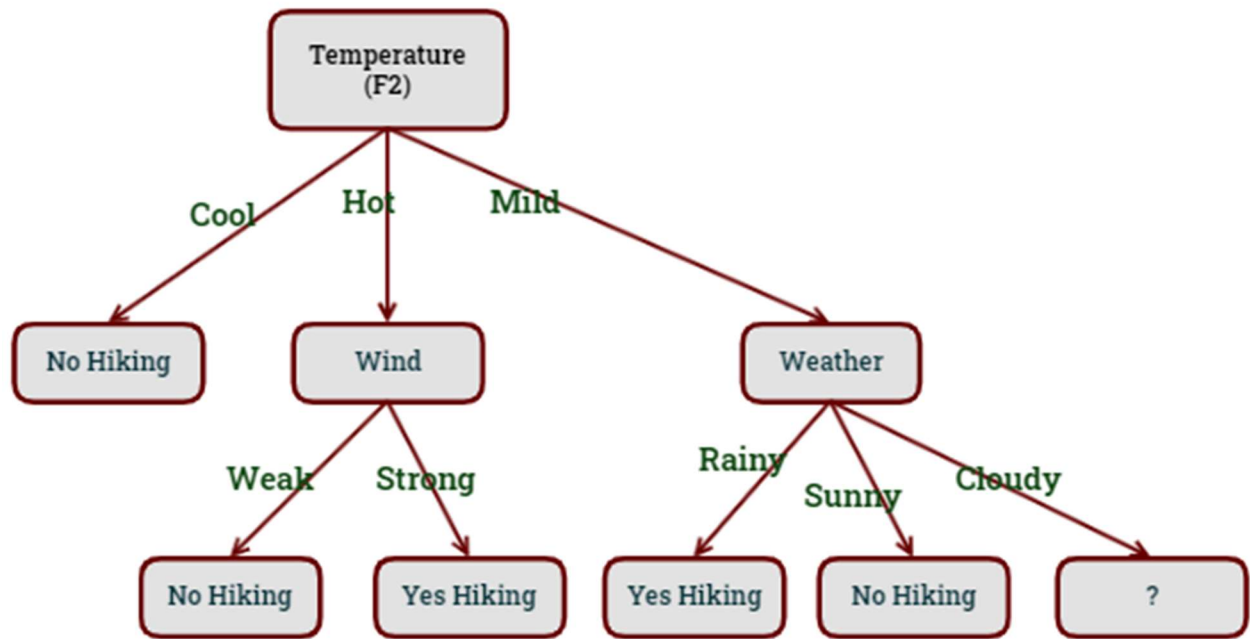 Temperature
(F2)
Cool
Hot
Mild
No Hiking
Wind
Weather
Weak
Strong
Rainy
Sunny
Cloudy
No Hiking
Yes Hiking
Yes Hiking
No Hiking
?